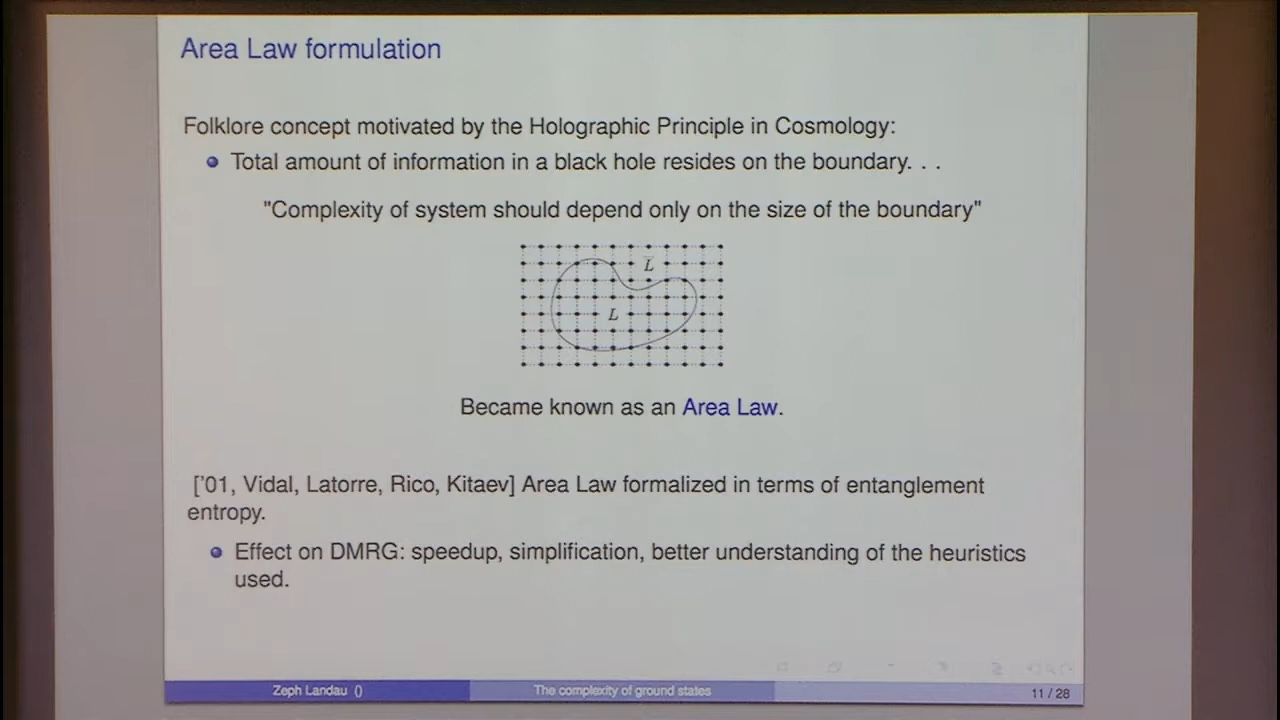 Area Law formulation
Folklore concept motivated by the Holographic Principle in Cosmology:
Total amount of information in a black hole resides on the boundary. . .
"Complexity of system should depend only on the size of the boundary"
L̅
L
Became known as an Area Law.
['01, Vidal, Latorre, Rico, Kitaev] Area Law formalized in terms of entanglement
entropy.
Effect on DMRG: speedup, simplification, better understanding of the heuristics
used.
Zeph Landau () The complexity of ground states 11 / 28